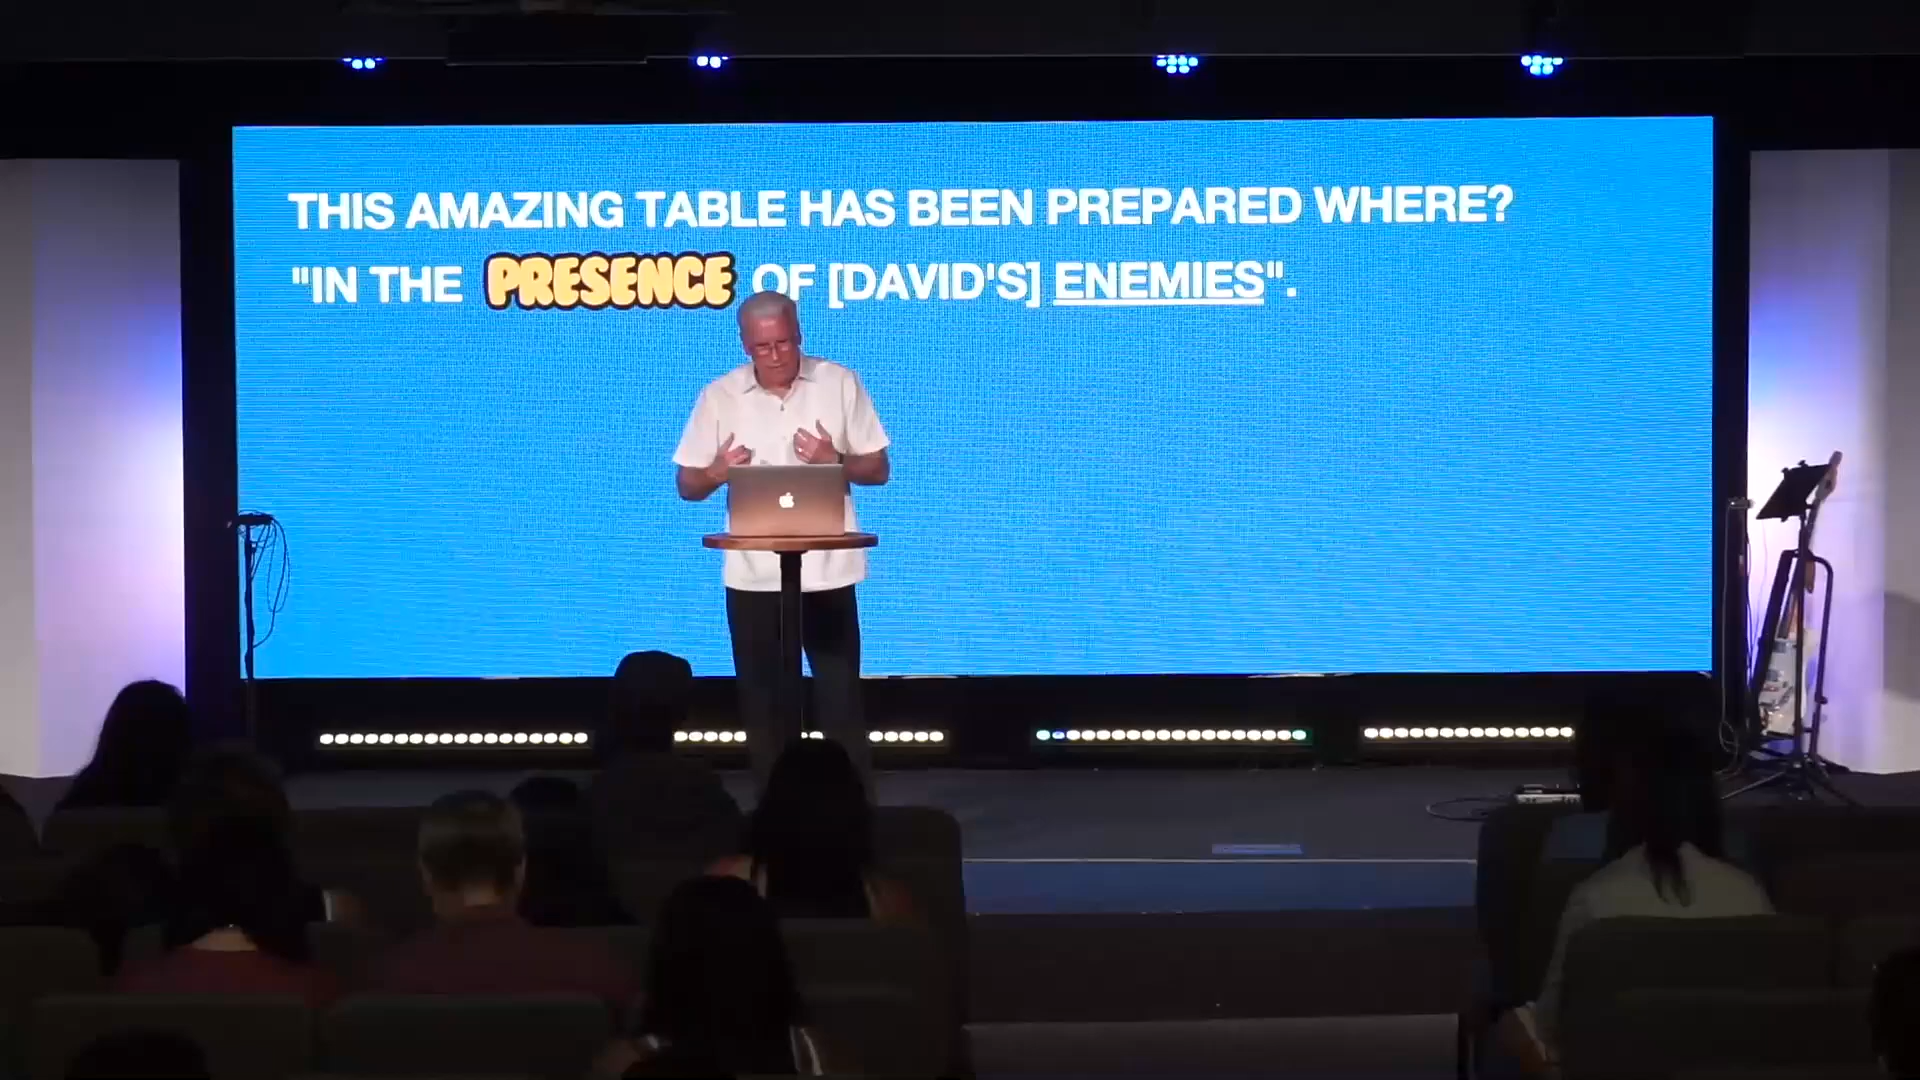 THIS AMAZING TABLE HAS BEEN PREPARED WHERE?
"IN THE PRESENCE OF [DAVID'S] ENEMIES".